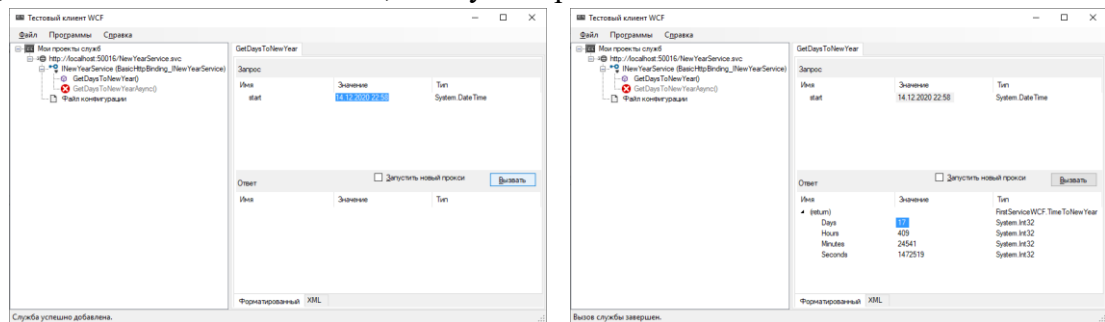 Тестовый клиент WCF
Файл Программы Справка
Мои проекты служб
http://localhost:50016/NewYearService.svc
INewYearService (BasicHttpBinding_INewYearService)
GetDaysToNewYear()
GetDaysToNewYearAsync()
Файл конфигурации
GetDaysToNewYear
Запрос
Имя Значение Тип
start 14.12.2020 22:58 System.DateTime
Ответ Запустить новый прокси Вызвать
Имя Значение Тип
Форматированный XML
Служба успешно добавлена.
Тестовый клиент WCF
Файл Программы Справка
Мои проекты служб
http://localhost:50016/NewYearService.svc
INewYearService (BasicHttpBinding_INewYearService)
GetDaysToNewYear()
GetDaysToNewYearAsync()
Файл конфигурации
GetDaysToNewYear
Запрос
Имя Значение Тип
start 14.12.2020 22:58 System.DateTime
Ответ Запустить новый прокси Вызвать
Имя Значение Тип
(return) FirstServiceWCF.TimeToNewYear
Days 17 System.Int32
Hours 409 System.Int32
Minutes 24541 System.Int32
Seconds 1472519 System.Int32
Форматированный XML
Вызов службы завершен.